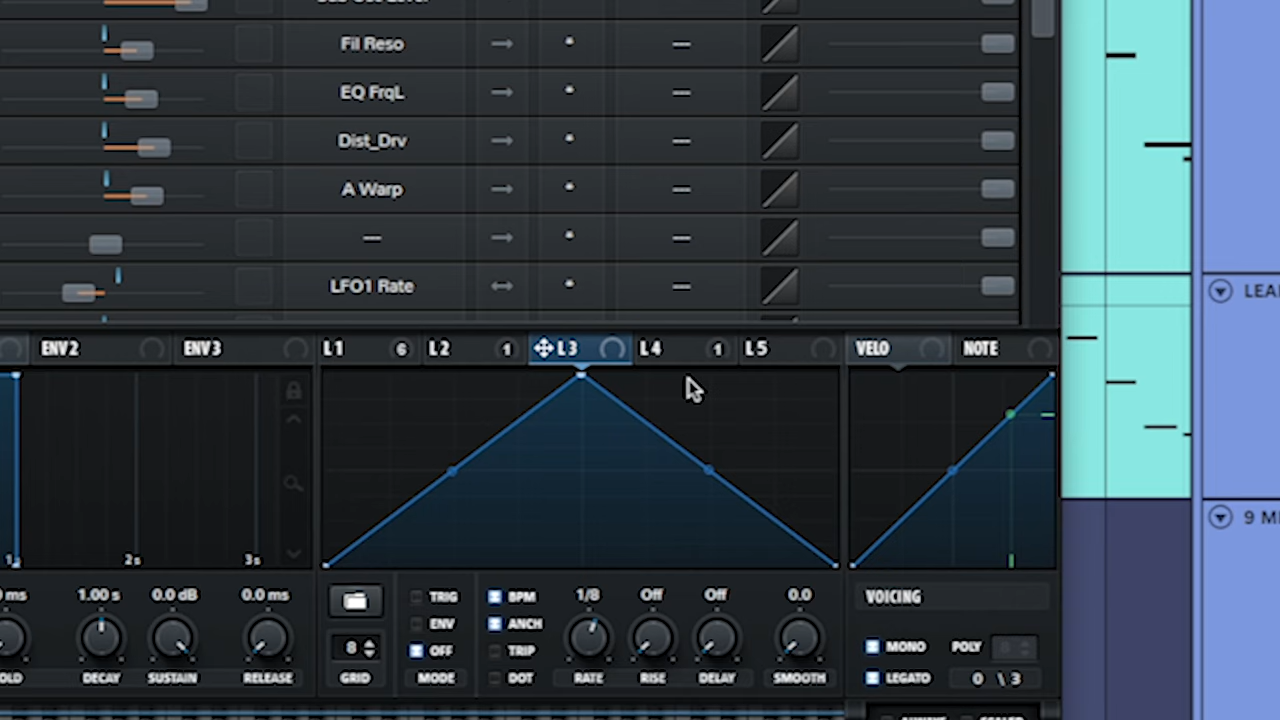 Fil Reso
EQ FrqL
Dist_Drv
A Warp
LFO1 Rate
LEA
ENV2
ENV3
L1 6
L2 1
L3
L4 1
L5
VELO
NOTE
9 M
2s
3s
ms
1.00 s
0.0 dB
0.0 ms
TRIG
ENV
OFF
BPM
ANCH
TRIP
DOT
1/8
Off
Off
0.0
VOICING
8
MONO
POLY
LEGATO
0 \ 3
OLD
DECAY
SUSTAIN
RELEASE
GRID
MODE
RATE
RISE
DELAY
SMOOTH